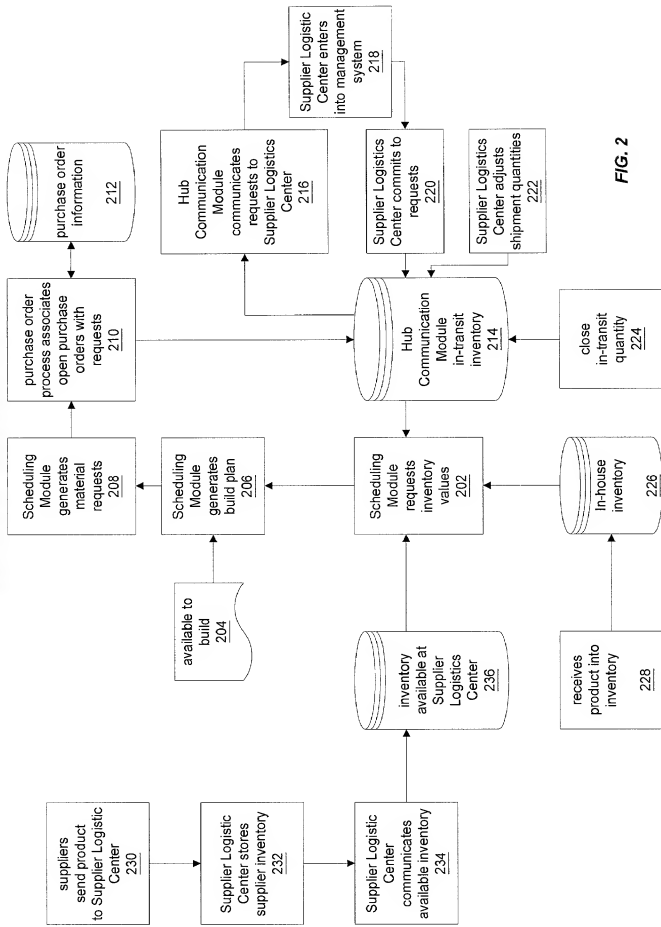 suppliers
send product
to Supplier Logistic
Center
230
Supplier Logistic
Center stores
supplier inventory
232
Supplier Logistic
Center
communicates
available inventory
234
available to
build
204
inventory
available at
Supplier
Logistics
Center
236
receives
product into
inventory
228
Scheduling
Module
generates
material
requests
208
Scheduling
Module
generates
build plan
206
Scheduling
Module
requests
inventory
values
202
In-house
inventory
226
purchase order
process associates
open purchase
orders with
requests
210
purchase order
information
212
Hub
Communication
Module
in-transit
inventory
214
close
in-transit
quantity
224
Hub
Communication
Module
communicates
requests to
Supplier Logistics
Center
216
Supplier Logistic
Center enters
into management
system
218
Supplier Logistics
Center commits to
requests
220
Supplier Logistics
Center adjusts
shipment quantities
222
FIG. 2